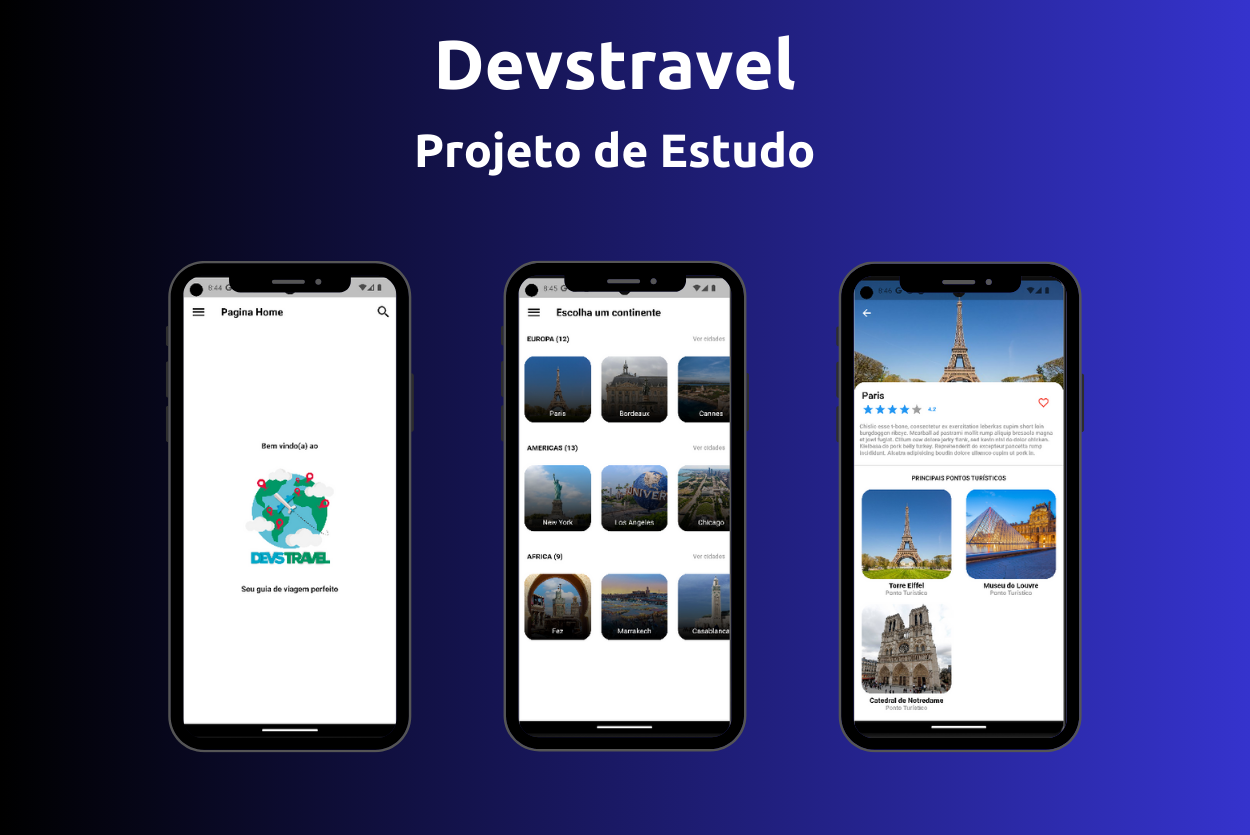 Devstravel
Projeto de Estudo
8:44 G
Pagina Home
Bem vindo(a) ao
DEVSTRAVEL
Seu guia de viagem perfeito
8:45 G
Escolha um continente
EUROPA (12) Ver cidades
Paris Bordeaux Cannes
AMERICAS (13) Ver cidades
New York Los Angeles Chicago
UNIVER
AFRICA (9) Ver cidades
Fez Marrakech Casablanca
8:46 G
Paris
4.2
PRINCIPAIS PONTOS TURÍSTICOS
Torre Eiffel Museu do Louvre
Ponto Turístico Ponto Turístico
Catedral de Notredame
Ponto Turístico